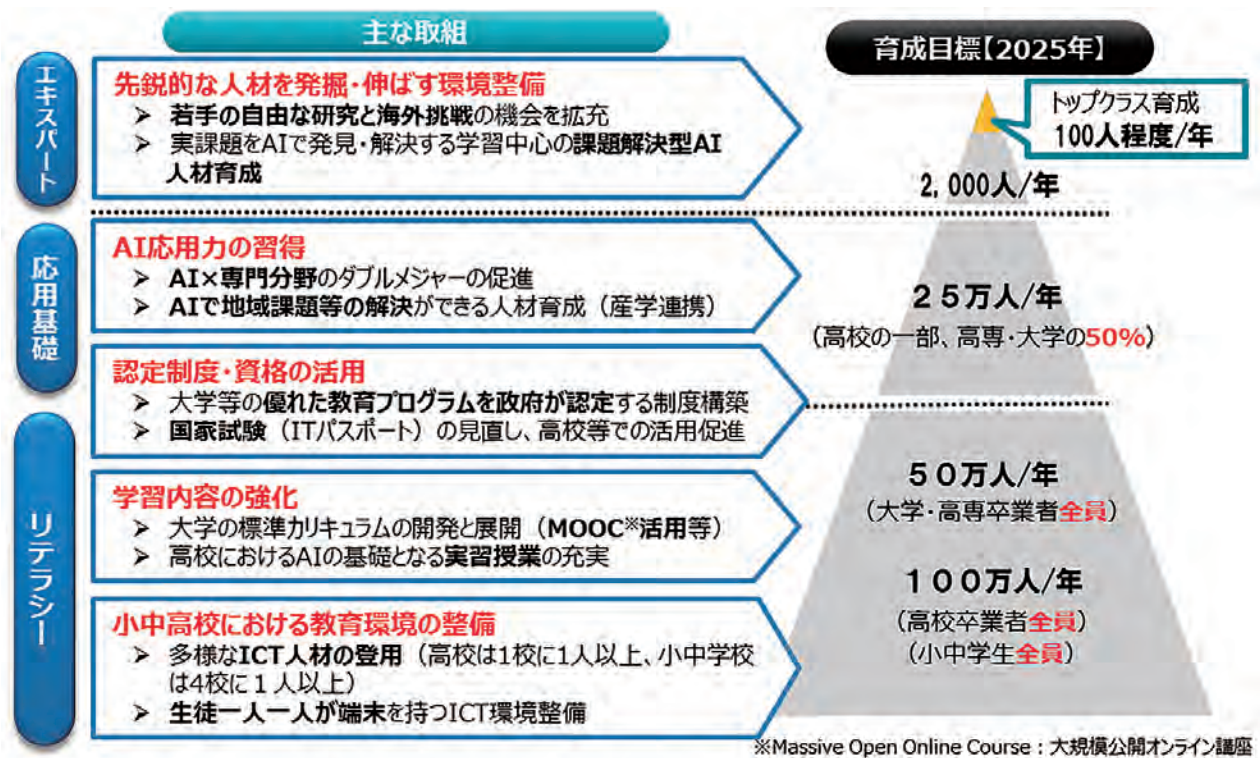 主な取組
育成目標【2025年】
エキスパート
先鋭的な人材を発掘・伸ばす環境整備
➢ 若手の自由な研究と海外挑戦の機会を拡充
➢ 実課題をAIで発見・解決する学習中心の課題解決型AI
人材育成
トップクラス育成
100人程度/年
2,000人/年
応用基礎
AI応用力の習得
➢ AI×専門分野のダブルメジャーの促進
➢ AIで地域課題等の解決ができる人材育成（産学連携）
２５万人/年
（高校の一部、高専・大学の50%）
認定制度・資格の活用
➢ 大学等の優れた教育プログラムを政府が認定する制度構築
➢ 国家試験（ITパスポート）の見直し、高校等での活用促進
リテラシー
学習内容の強化
➢ 大学の標準カリキュラムの開発と展開（MOOC※活用等）
➢ 高校におけるAIの基礎となる実習授業の充実
５０万人/年
（大学・高専卒業者全員）
小中高校における教育環境の整備
➢ 多様なICT人材の登用（高校は1校に1人以上、小中学校
は4校に１人以上）
➢ 生徒一人一人が端末を持つICT環境整備
１００万人/年
（高校卒業者全員）
（小中学生全員）
※Massive Open Online Course：大規模公開オンライン講座